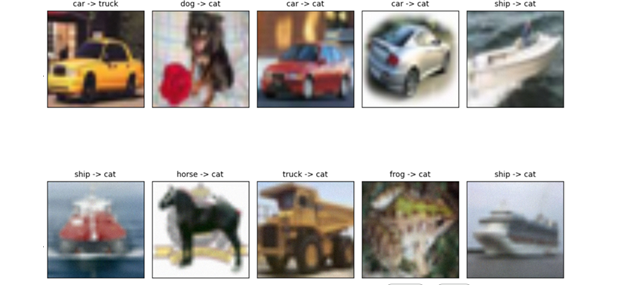 car -> truck
dog -> cat
car -> cat
car -> cat
ship -> cat
ship -> cat
horse -> cat
truck -> cat
frog -> cat
ship -> cat